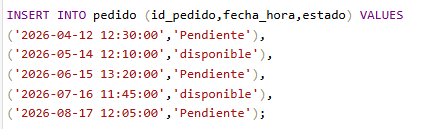 INSERT INTO pedido (id_pedido,fecha_hora,estado) VALUES
('2026-04-12 12:30:00','Pendiente'),
('2026-05-14 12:10:00','disponible'),
('2026-06-15 13:20:00','Pendiente'),
('2026-07-16 11:45:00','disponible'),
('2026-08-17 12:05:00','Pendiente');